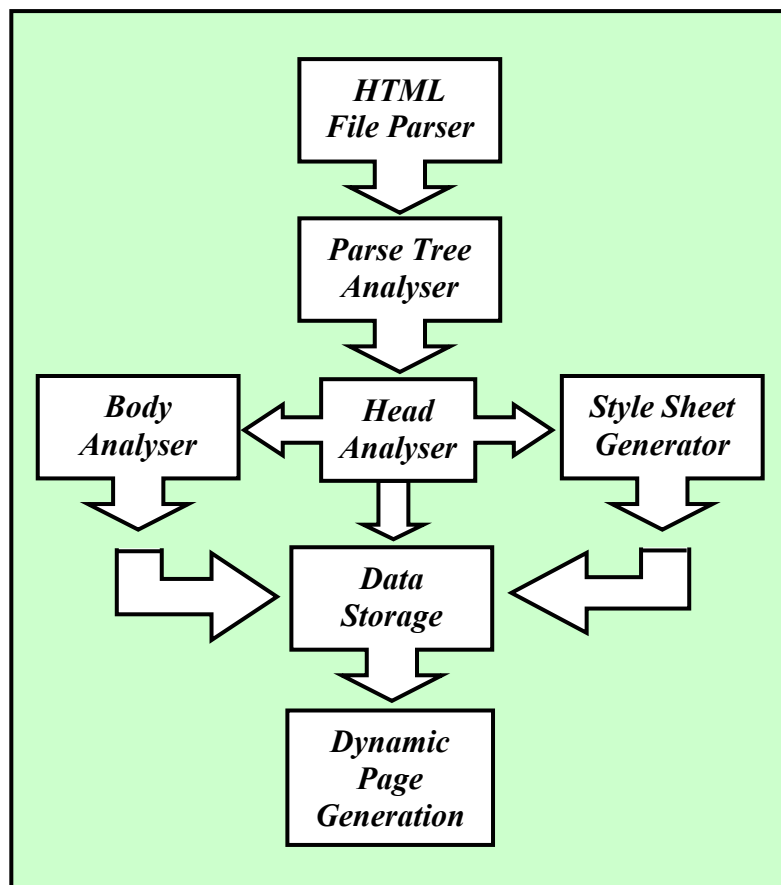 HTML
File Parser
Parse Tree
Analyser
Body
Analyser
Head
Analyser
Style Sheet
Generator
Data
Storage
Dynamic
Page
Generation